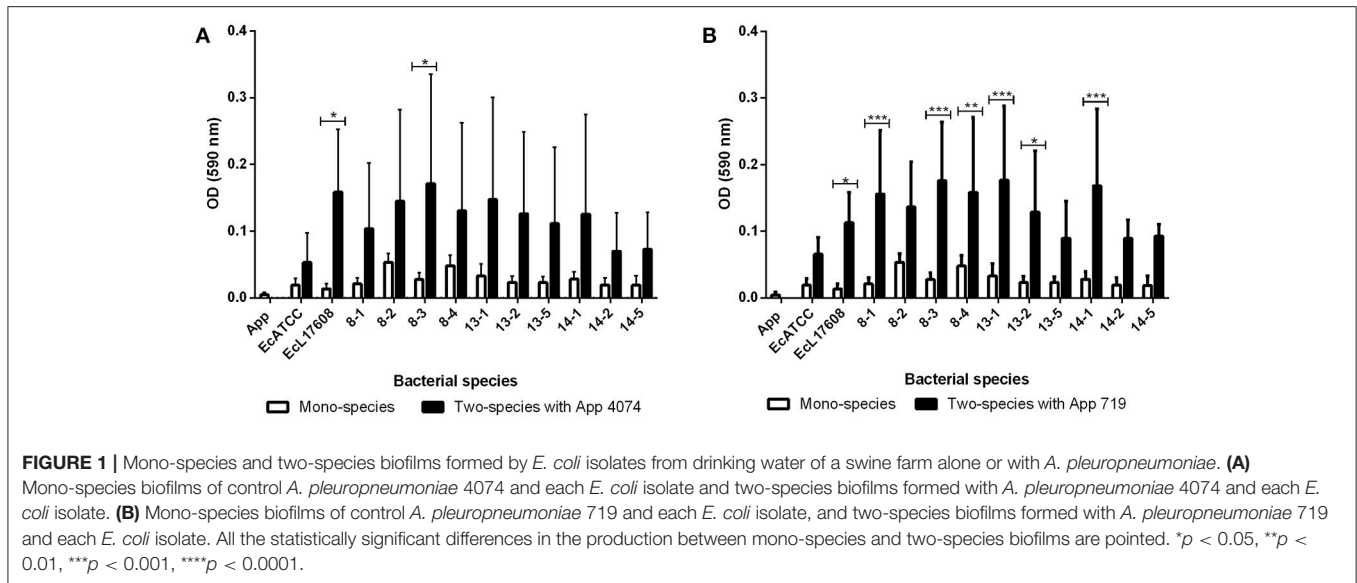 A
0.4
0.3
0.2
0.1
0.0
OD (590 nm)
*
*
App
EcATCC
EcL17608
8-1
8-2
8-3
8-4
13-1
13-2
13-5
14-1
14-2
14-5
Bacterial species
Mono-species
Two-species with App 4074
B
0.4
0.3
0.2
0.1
0.0
OD (590 nm)
*
***
***
**
***
*
***
App
EcATCC
EcL17608
8-1
8-2
8-3
8-4
13-1
13-2
13-5
14-1
14-2
14-5
Bacterial species
Mono-species
Two-species with App 719
FIGURE 1 | Mono-species and two-species biofilms formed by E. coli isolates from drinking water of a swine farm alone or with A. pleuropneumoniae. (A)
Mono-species biofilms of control A. pleuropneumoniae 4074 and each E. coli isolate and two-species biofilms formed with A. pleuropneumoniae 4074 and each E.
coli isolate. (B) Mono-species biofilms of control A. pleuropneumoniae 719 and each E. coli isolate, and two-species biofilms formed with A. pleuropneumoniae 719
and each E. coli isolate. All the statistically significant differences in the production between mono-species and two-species biofilms are pointed. *p < 0.05, **p <
0.01, ***p < 0.001, ****p < 0.0001.